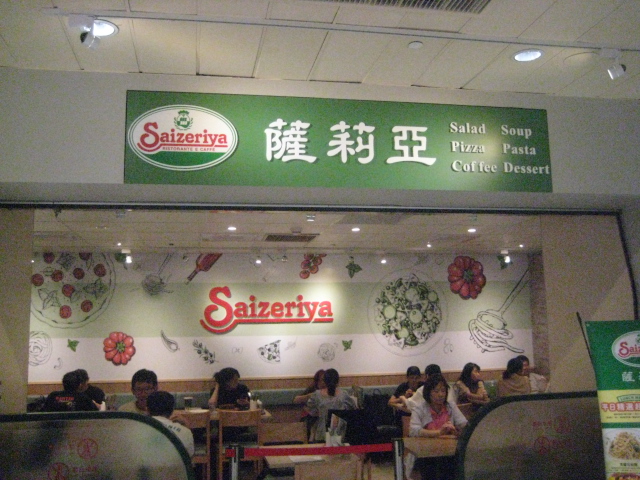 Saizeriya
RISTORANTE & CAFFE
薩莉亞
Salad Soup
Pizza Pasta
Coffee Dessert
Saizeriya